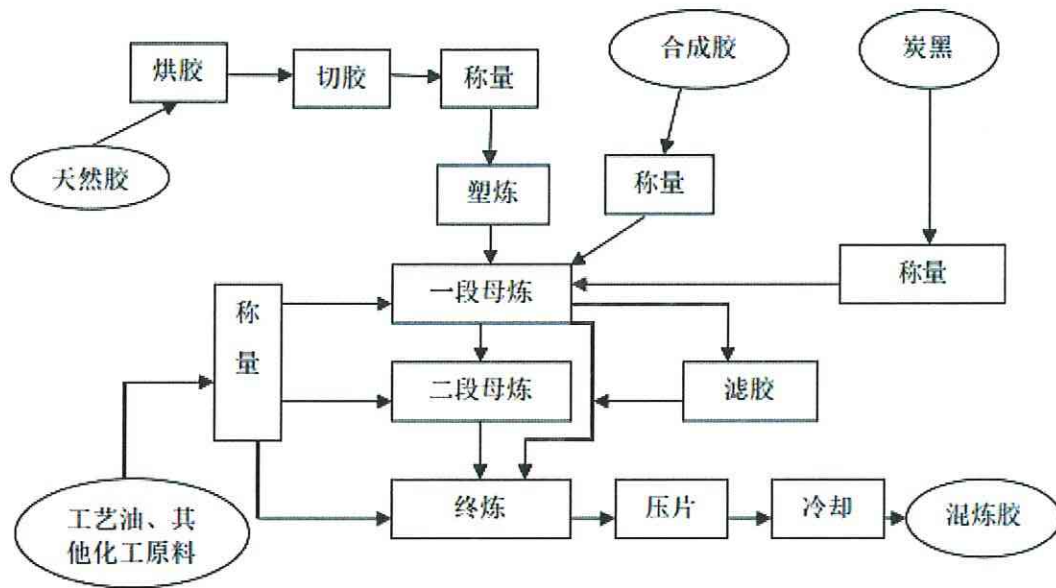 合成胶
炭黑
烘胶
切胶
称量
天然胶
塑炼
称量
称量
一段母炼
称
量
二段母炼
滤胶
工艺油、其
他化工原料
终炼
压片
冷却
混炼胶